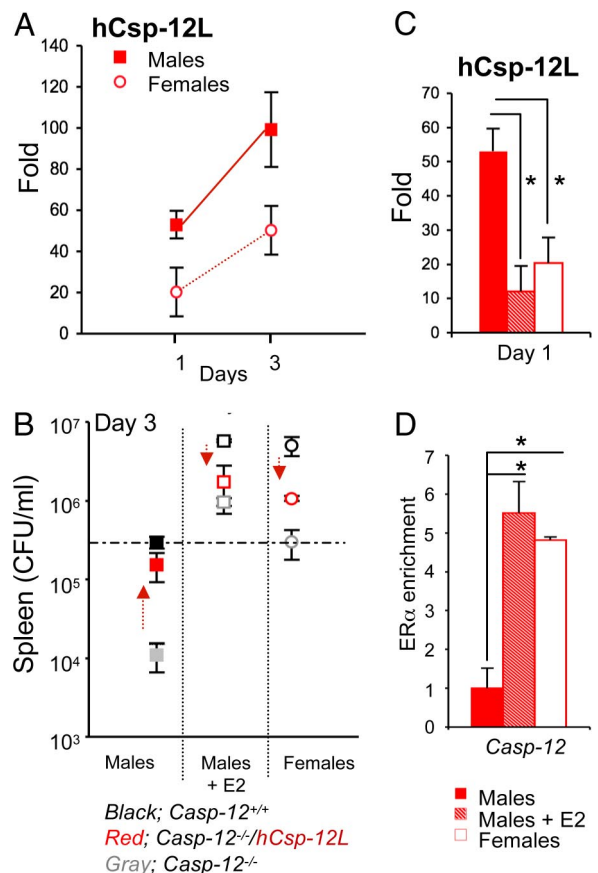 A
hCsp-12L
Males
Females
Fold
140
120
100
80
60
40
20
0
1
3
Days
B
Day 3
Spleen (CFU/ml)
10⁷
10⁶
10⁵
10⁴
10³
Males
Males
+ E2
Females
Black; Casp-12⁺/⁺
Red; Casp-12⁻/⁻/hCsp-12L
Gray; Casp-12⁻/⁻
C
hCsp-12L
Fold
70
60
50
40
30
20
10
0
*
*
Day 1
D
ERα enrichment
7
6
5
4
3
2
1
0
*
*
Casp-12
Males
Males + E2
Females